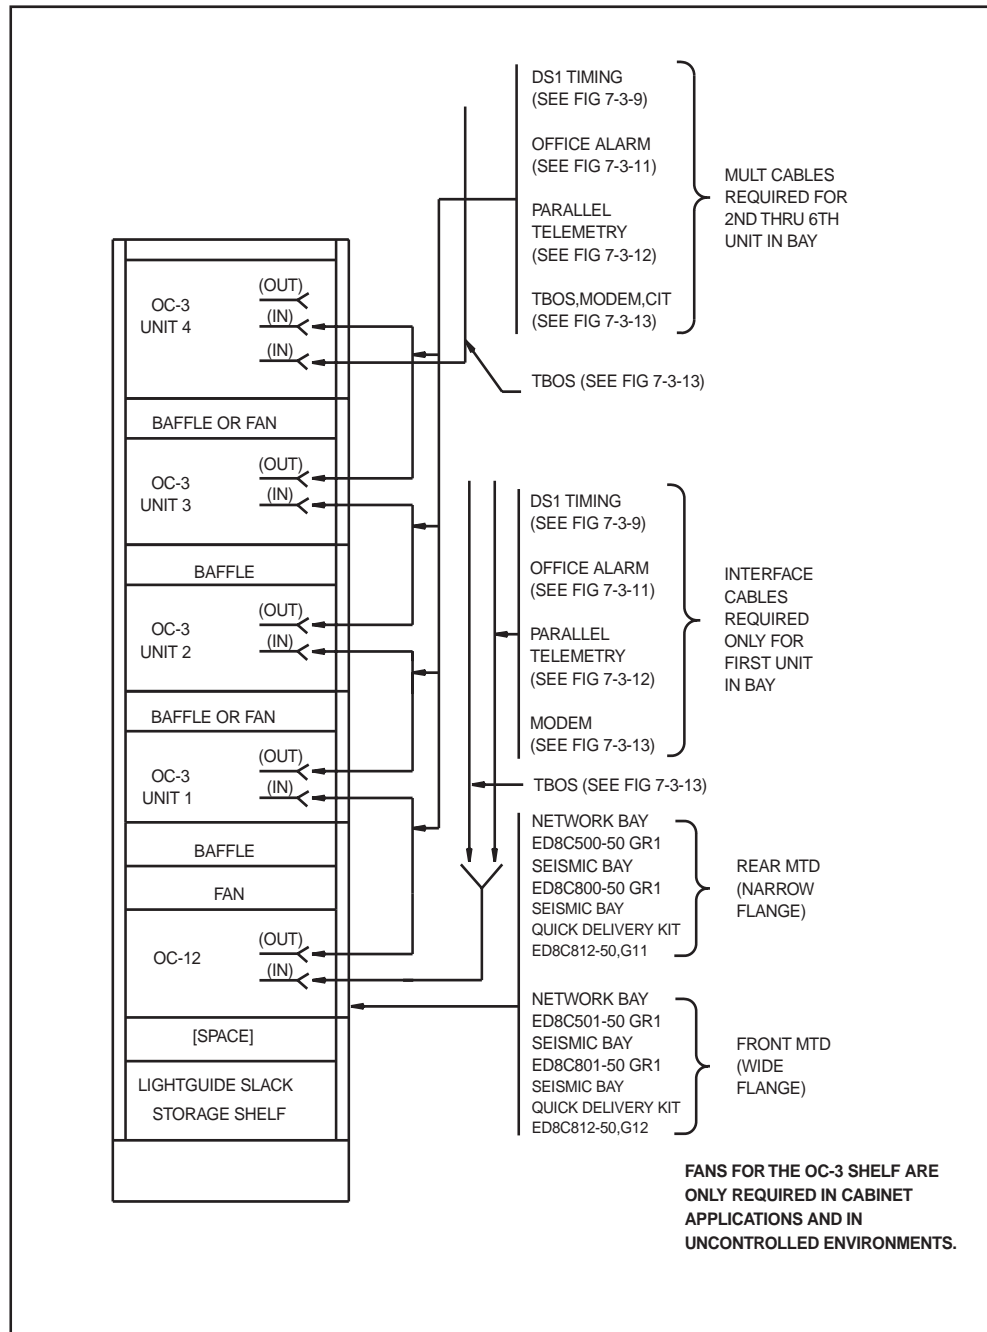 DS1 TIMING
(SEE FIG 7-3-9)
OFFICE ALARM
(SEE FIG 7-3-11)
PARALLEL
TELEMETRY
(SEE FIG 7-3-12)
TBOS,MODEM,CIT
(SEE FIG 7-3-13)
MULT CABLES
REQUIRED FOR
2ND THRU 6TH
UNIT IN BAY
TBOS (SEE FIG 7-3-13)
OC-3
UNIT 4
(OUT)
(IN)
(IN)
BAFFLE OR FAN
OC-3
UNIT 3
(OUT)
(IN)
BAFFLE
OC-3
UNIT 2
(OUT)
(IN)
BAFFLE OR FAN
OC-3
UNIT 1
(OUT)
(IN)
BAFFLE
FAN
OC-12
(OUT)
(IN)
[SPACE]
LIGHTGUIDE SLACK
STORAGE SHELF
DS1 TIMING
(SEE FIG 7-3-9)
OFFICE ALARM
(SEE FIG 7-3-11)
PARALLEL
TELEMETRY
(SEE FIG 7-3-12)
MODEM
(SEE FIG 7-3-13)
INTERFACE
CABLES
REQUIRED
ONLY FOR
FIRST UNIT
IN BAY
TBOS (SEE FIG 7-3-13)
NETWORK BAY
ED8C500-50 GR1
SEISMIC BAY
ED8C800-50 GR1
SEISMIC BAY
QUICK DELIVERY KIT
ED8C812-50,G11
REAR MTD
(NARROW
FLANGE)
NETWORK BAY
ED8C501-50 GR1
SEISMIC BAY
ED8C801-50 GR1
SEISMIC BAY
QUICK DELIVERY KIT
ED8C812-50,G12
FRONT MTD
(WIDE
FLANGE)
FANS FOR THE OC-3 SHELF ARE
ONLY REQUIRED IN CABINET
APPLICATIONS AND IN
UNCONTROLLED ENVIRONMENTS.